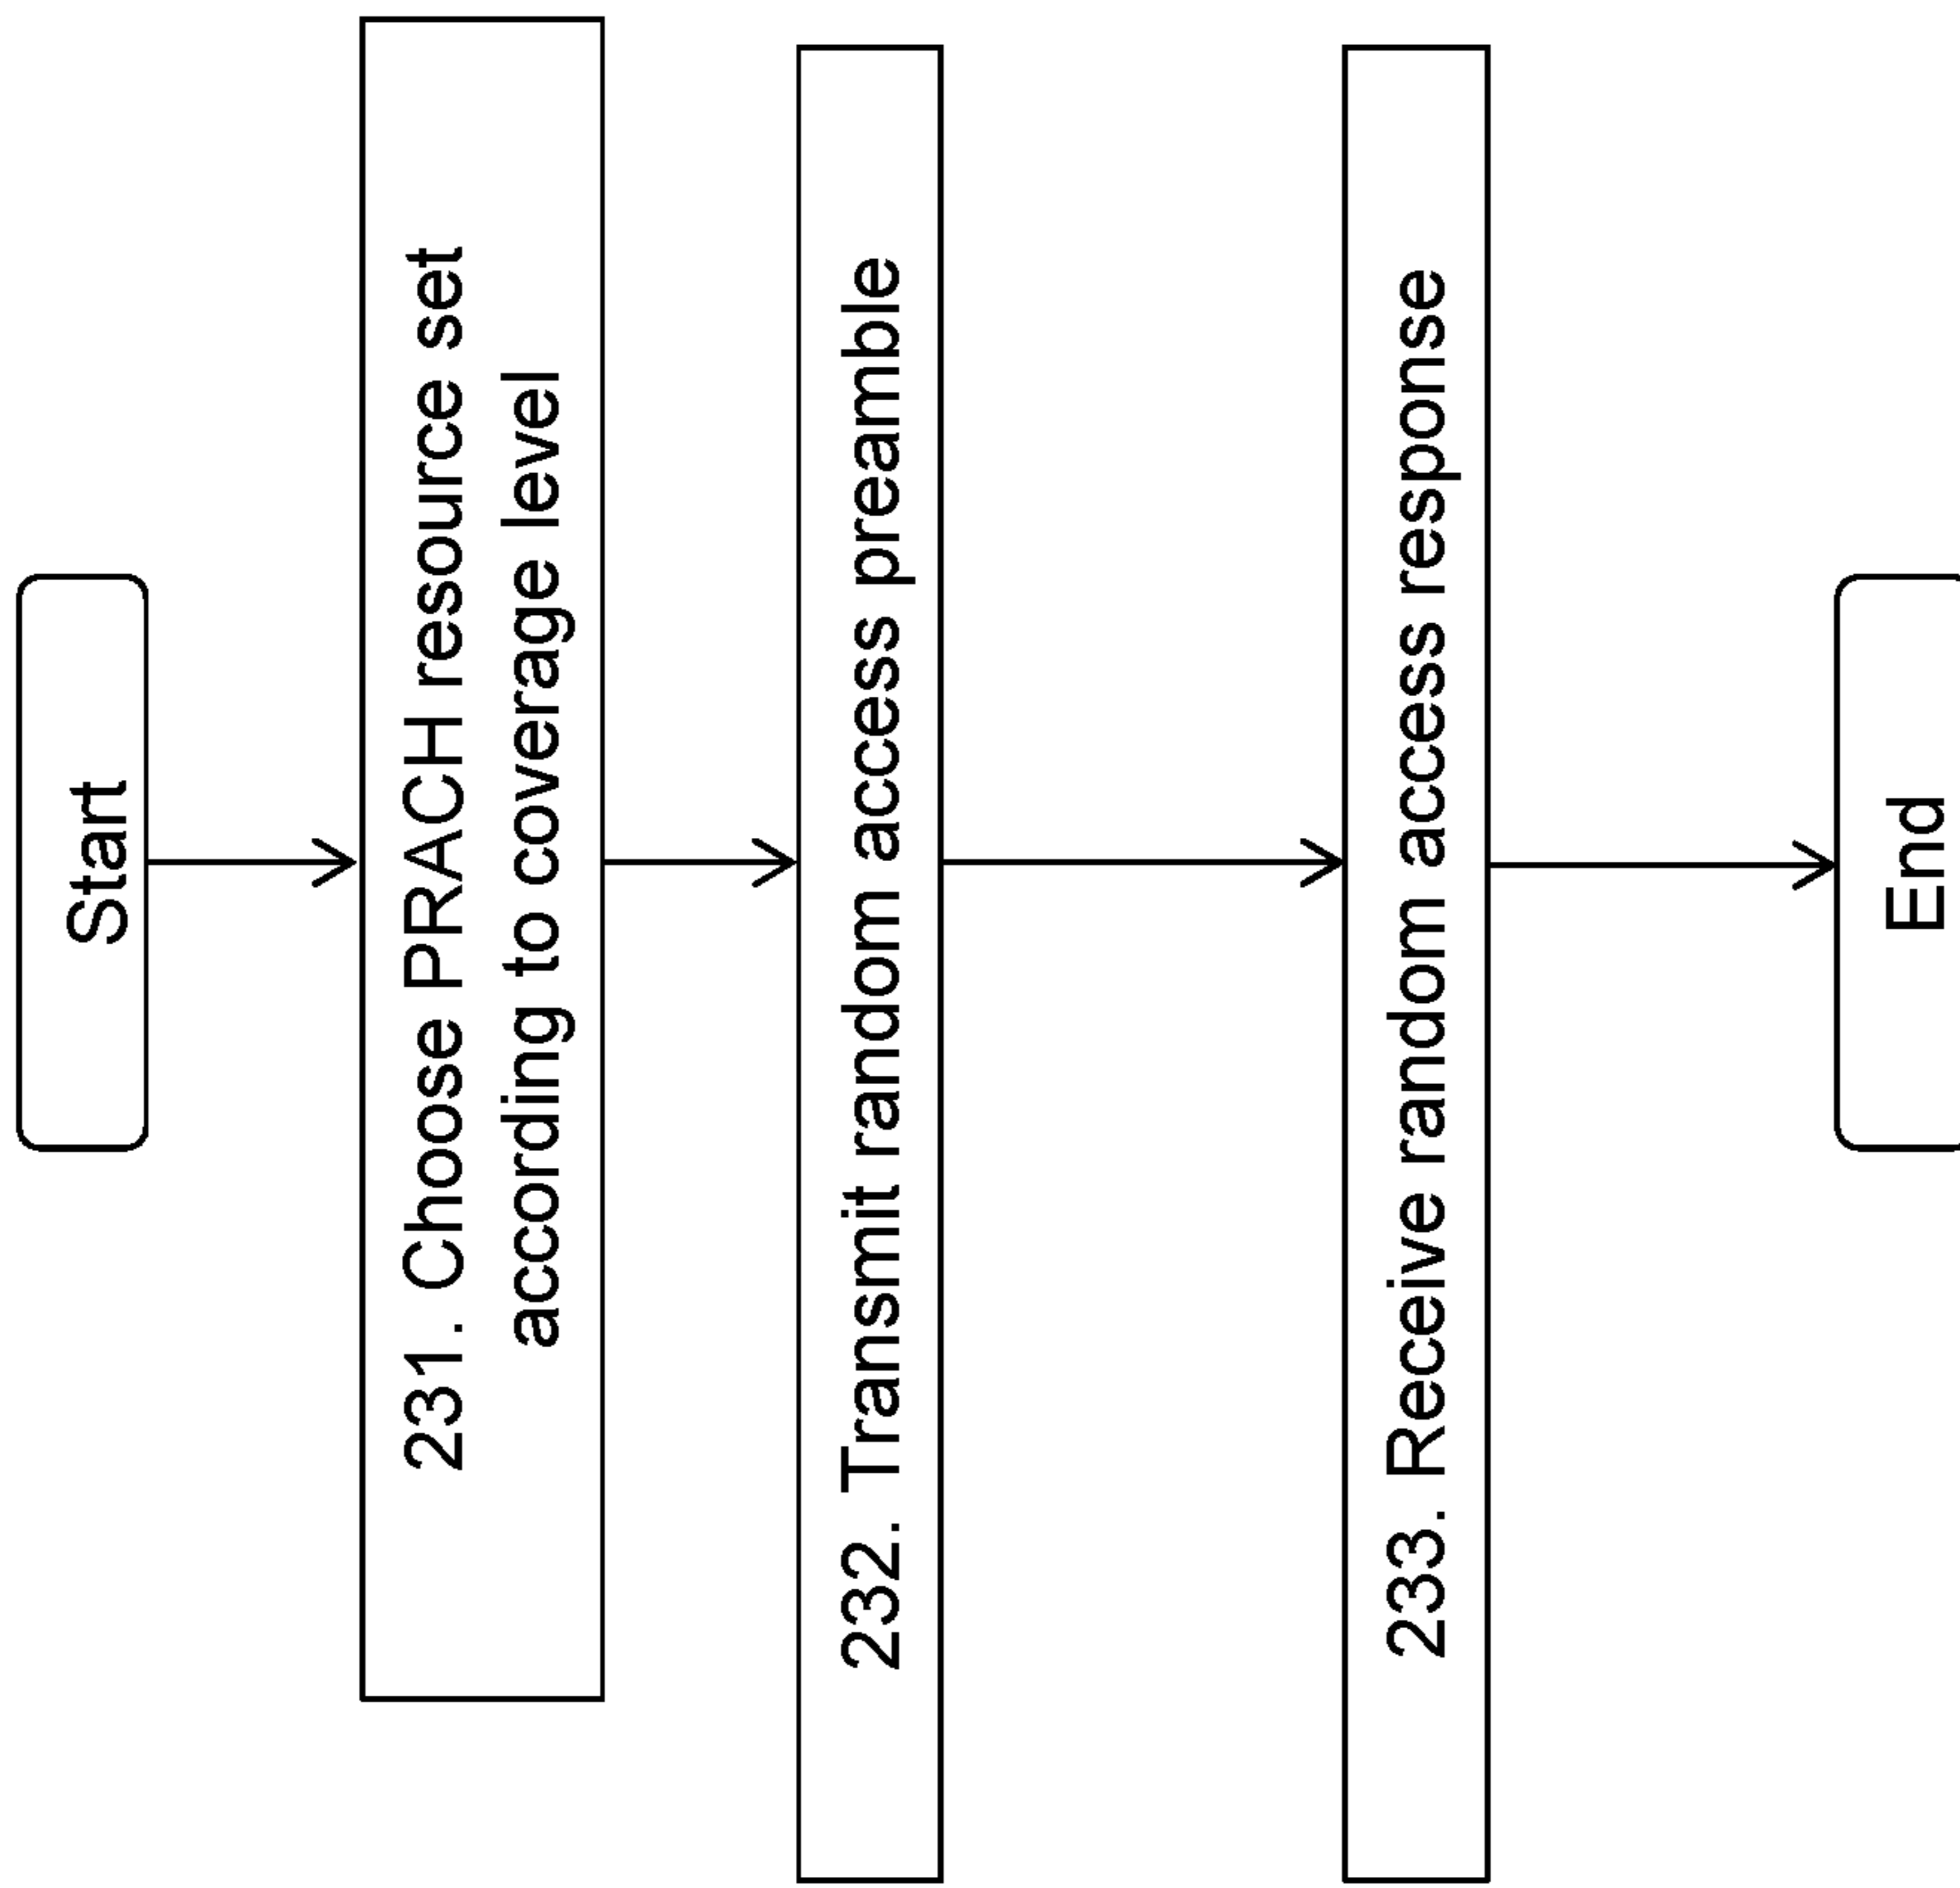 Start
231. Choose PRACH resource set
according to coverage level
232. Transmit random access preamble
233. Receive random access response
End